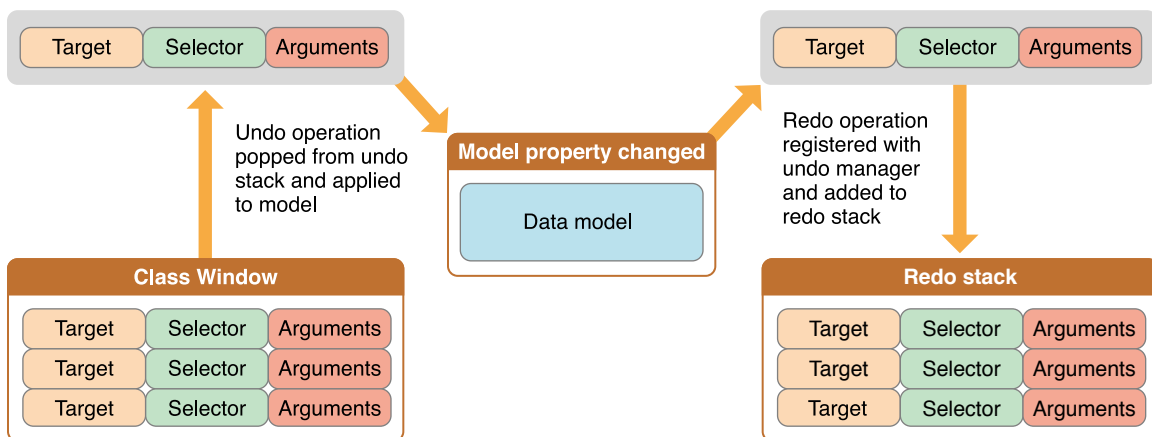 Target Selector Arguments
Undo operation
popped from undo
stack and applied
to model
Class Window
Target Selector Arguments
Target Selector Arguments
Target Selector Arguments
Model property changed
Data model
Target Selector Arguments
Redo operation
registered with
undo manager
and added to
redo stack
Redo stack
Target Selector Arguments
Target Selector Arguments
Target Selector Arguments